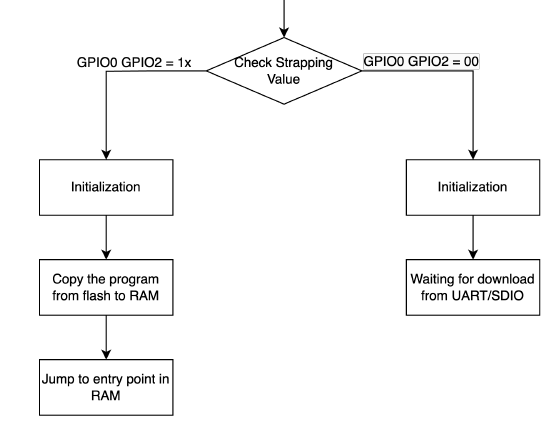 GPIO0 GPIO2 = 1x
Check Strapping
Value
GPIO0 GPIO2 = 00
Initialization
Initialization
Copy the program
from flash to RAM
Waiting for download
from UART/SDIO
Jump to entry point in
RAM